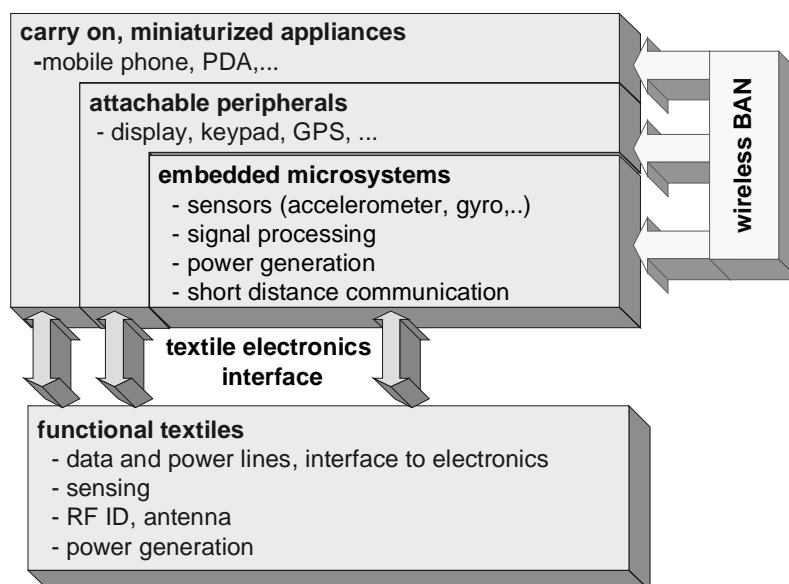 carry on, miniaturized appliances
-mobile phone, PDA,...
attachable peripherals
- display, keypad, GPS, ...
embedded microsystems
- sensors (accelerometer, gyro,..)
- signal processing
- power generation
- short distance communication
wireless BAN
textile electronics
interface
functional textiles
- data and power lines, interface to electronics
- sensing
- RF ID, antenna
- power generation